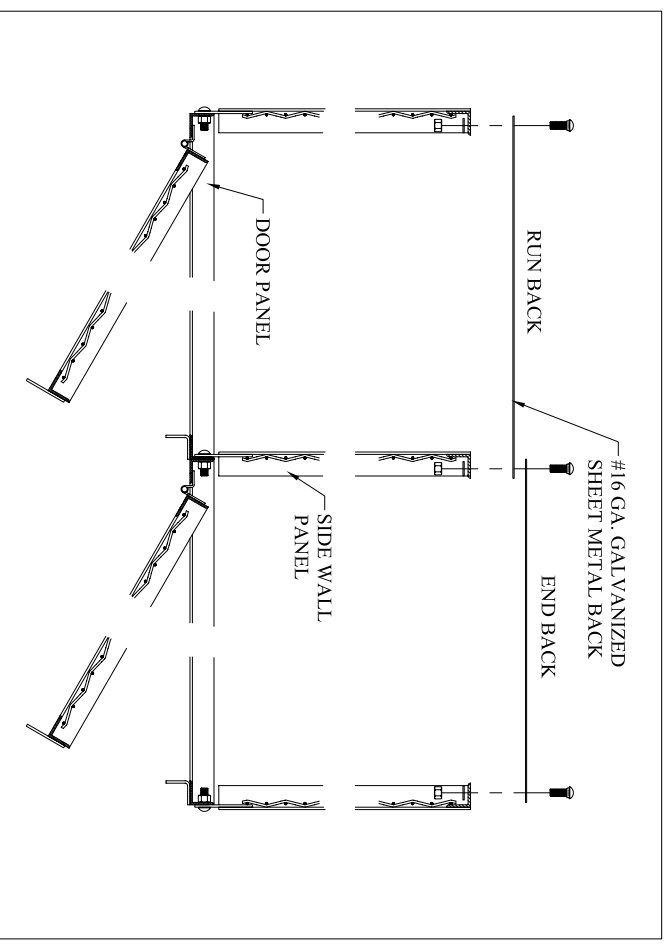 #16 GA. GALVANIZED
SHEET METAL BACK
RUN BACK
END BACK
SIDE WALL
PANEL
DOOR PANEL